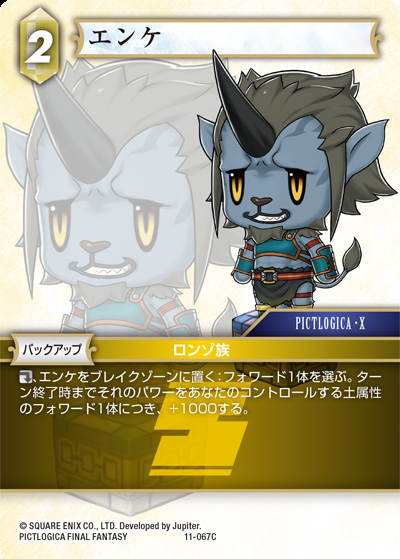 2
エンケ
PICTLOGICA・X
バックアップ
ロンゾ族
、エンケをブレイクゾーンに置く:フォワード1体を選ぶ。ター
ン終了時までそれのパワーをあなたのコントロールする土属性
のフォワード1体につき、+1000する。
© SQUARE ENIX CO., LTD. Developed by Jupiter.
PICTLOGICA FINAL FANTASY
11-067C